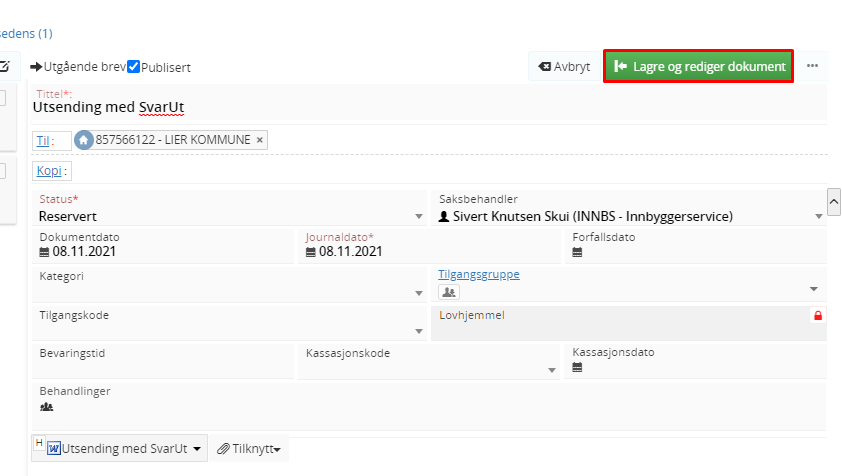 edens (1)
Utgående brev Publisert Avbryt Lagre og rediger dokument
Tittel*:
Utsending med SvarUt
Til : 857566122 - LIER KOMMUNE ×
Kopi :
Status* Saksbehandler
Reservert Sivert Knutsen Skui (INNBS - Innbyggerservice)
Dokumentdato Journaldato* Forfallsdato
08.11.2021 08.11.2021
Kategori Tilgangsgruppe
Tilgangskode Lovhjemmel
Bevaringstid Kassasjonskode Kassasjonsdato
Behandlinger
H W Utsending med SvarUt Tilknytt